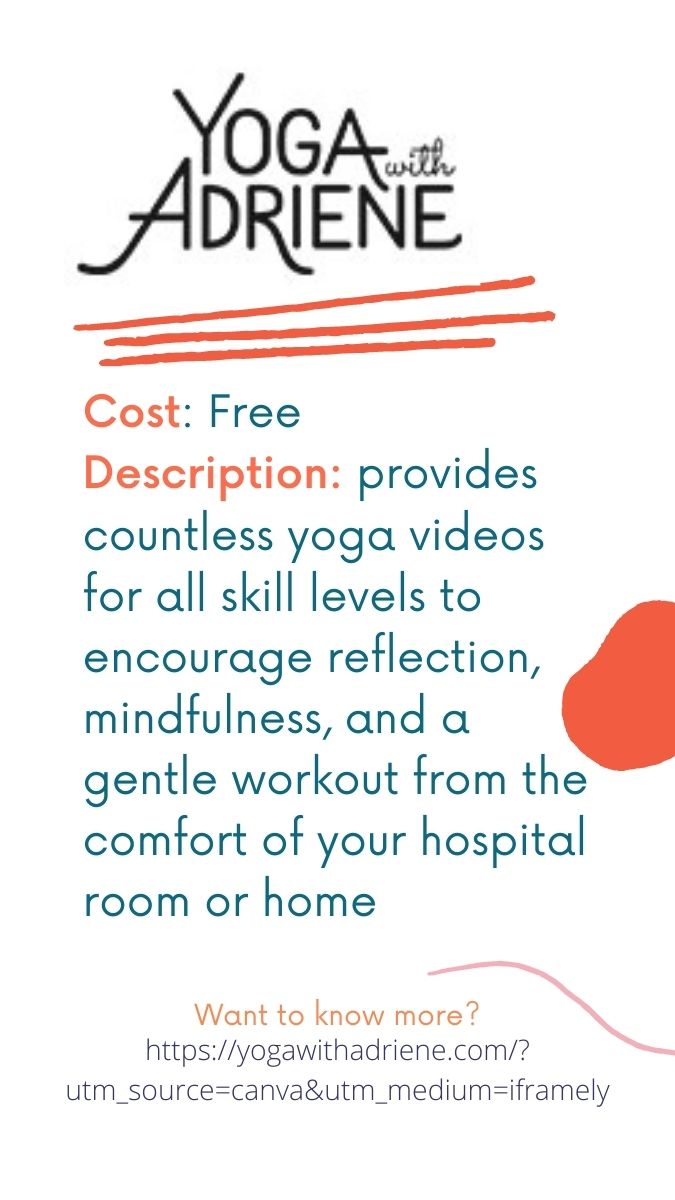 YOGA with
ADRIENE
Cost: Free
Description: provides
countless yoga videos
for all skill levels to
encourage reflection,
mindfulness, and a
gentle workout from the
comfort of your hospital
room or home
Want to know more?
https://yogawithadriene.com/?
utm_source=canva&utm_medium=iframely